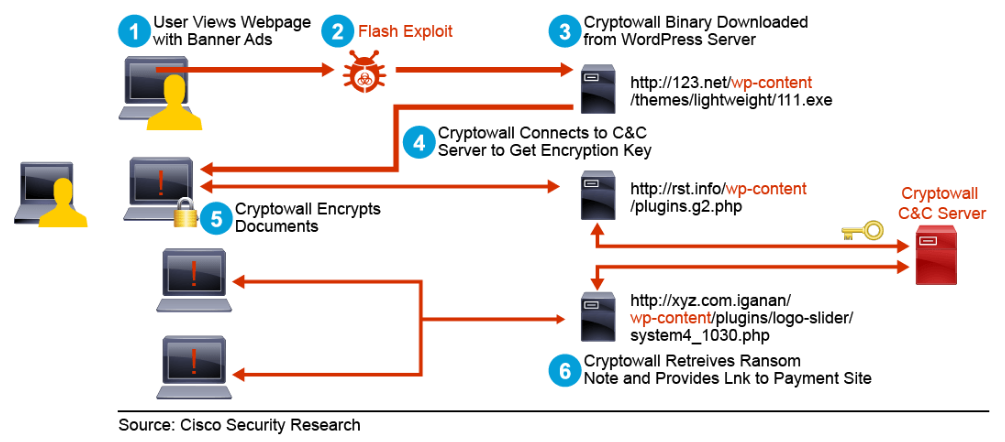 1 User Views Webpage
with Banner Ads
2 Flash Exploit
3 Cryptowall Binary Downloaded
from WordPress Server
http://123.net/wp-content
/themes/lightweight/111.exe
4 Cryptowall Connects to C&C
Server to Get Encryption Key
! 
http://rst.info/wp-content
/plugins.g2.php
5 Cryptowall Encrypts
Documents
Cryptowall
C&C Server
!
http://xyz.com.iganan/
wp-content/plugins/logo-slider/
system4_1030.php
!
6 Cryptowall Retreives Ransom
Note and Provides Lnk to Payment Site
Source: Cisco Security Research